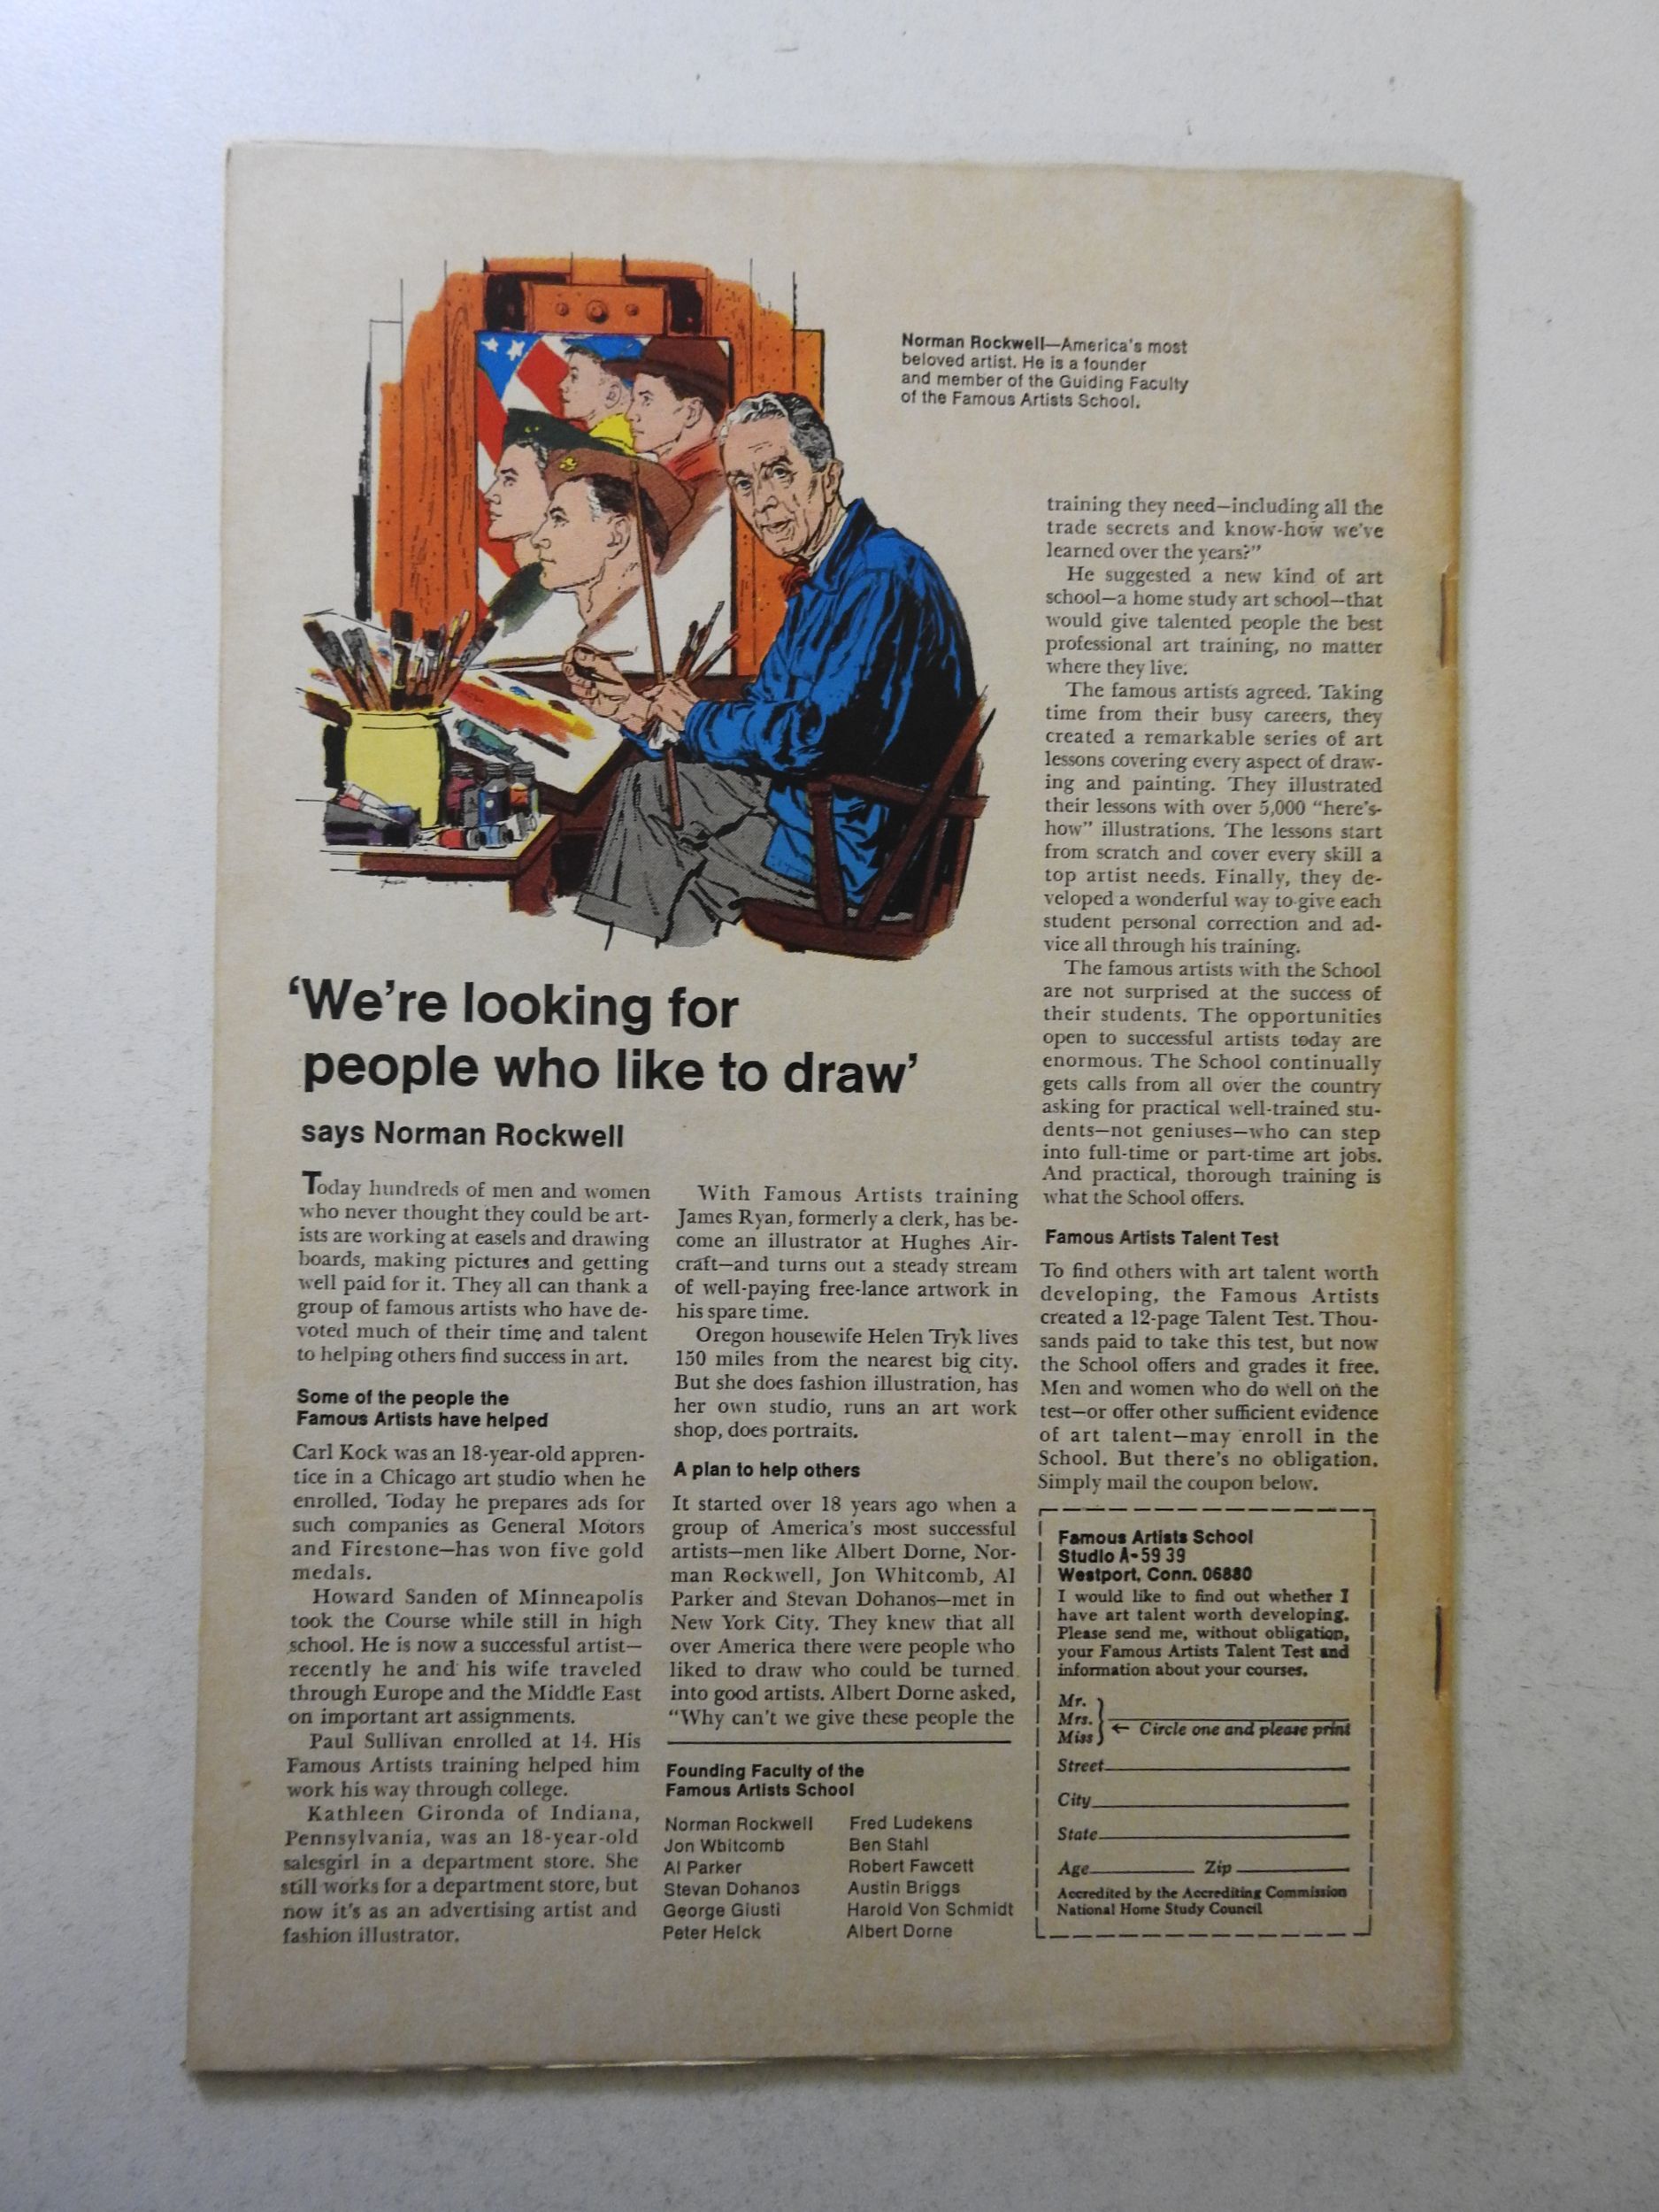 Norman Rockwell—America's most
beloved artist. He is a founder
and member of the Guiding Faculty
of the Famous Artists School.
'We're looking for
people who like to draw'
says Norman Rockwell
Today hundreds of men and women
who never thought they could be art-
ists are working at easels and drawing
boards, making pictures and getting
well paid for it. They all can thank a
group of famous artists who have de-
voted much of their time and talent
to helping others find success in art.
Some of the people the
Famous Artists have helped
Carl Kock was an 18-year-old appren-
tice in a Chicago art studio when he
enrolled. Today he prepares ads for
such companies as General Motors
and Firestone—has won five gold
medals.
Howard Sanden of Minneapolis
took the Course while still in high
school. He is now a successful artist—
recently he and his wife traveled
through Europe and the Middle East
on important art assignments.
Paul Sullivan enrolled at 14. His
Famous Artists training helped him
work his way through college.
Kathleen Gironda of Indiana,
Pennsylvania, was an 18-year-old
salesgirl in a department store. She
still works for a department store, but
now it's as an advertising artist and
fashion illustrator.
With Famous Artists training
James Ryan, formerly a clerk, has be-
come an illustrator at Hughes Air-
craft—and turns out a steady stream
of well-paying free-lance artwork in
his spare time.
Oregon housewife Helen Tryk lives
150 miles from the nearest big city.
But she does fashion illustration, has
her own studio, runs an art work
shop, does portraits.
A plan to help others
It started over 18 years ago when a
group of America's most successful
artists—men like Albert Dorne, Nor-
man Rockwell, Jon Whitcomb, Al
Parker and Stevan Dohanos—met in
New York City. They knew that all
over America there were people who
liked to draw who could be turned
into good artists. Albert Dorne asked,
"Why can't we give these people the
Founding Faculty of the
Famous Artists School
Norman Rockwell
Jon Whitcomb
Al Parker
Stevan Dohanos
George Giusti
Peter Helck
Fred Ludekens
Ben Stahl
Robert Fawcett
Austin Briggs
Harold Von Schmidt
Albert Dorne
training they need—including all the
trade secrets and know-how we've
learned over the years?"
He suggested a new kind of art
school—a home study art school—that
would give talented people the best
professional art training, no matter
where they live.
The famous artists agreed. Taking
time from their busy careers, they
created a remarkable series of art
lessons covering every aspect of draw-
ing and painting. They illustrated
their lessons with over 5,000 "here's-
how" illustrations. The lessons start
from scratch and cover every skill a
top artist needs. Finally, they de-
veloped a wonderful way to give each
student personal correction and ad-
vice all through his training.
The famous artists with the School
are not surprised at the success of
their students. The opportunities
open to successful artists today are
enormous. The School continually
gets calls from all over the country
asking for practical well-trained stu-
dents—not geniuses—who can step
into full-time or part-time art jobs.
And practical, thorough training is
what the School offers.
Famous Artists Talent Test
To find others with art talent worth
developing, the Famous Artists
created a 12-page Talent Test. Thou-
sands paid to take this test, but now
the School offers and grades it free.
Men and women who do well on the
test—or offer other sufficient evidence
of art talent—may enroll in the
School. But there's no obligation.
Simply mail the coupon below.
Famous Artists School
Studio A-59 39
Westport, Conn. 06880
I would like to find out whether I
have art talent worth developing.
Please send me, without obligation,
your Famous Artists Talent Test and
information about your courses.
Mr.
Mrs.
Miss
← Circle one and please print
Street
City
State
Age Zip
Accredited by the Accrediting Commission
National Home Study Council